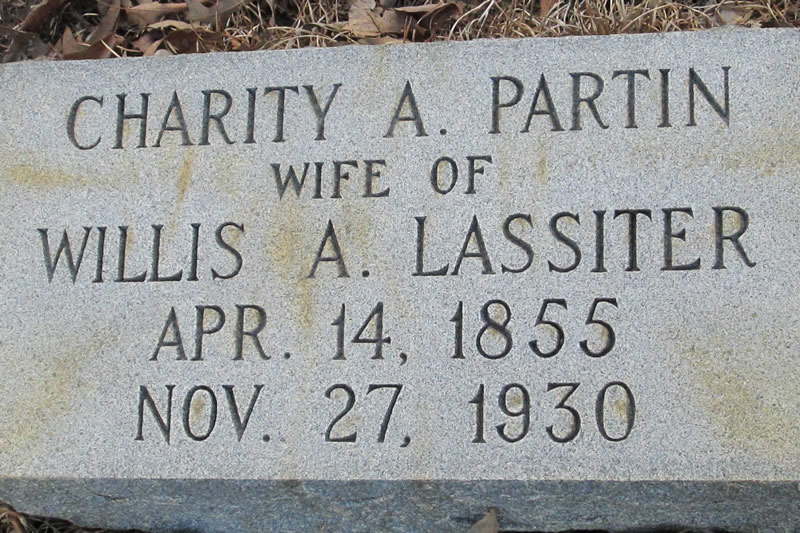 CHARITY A. PARTIN
WIFE OF
WILLIS A. LASSITER
APR. 14, 1855
NOV. 27, 1930